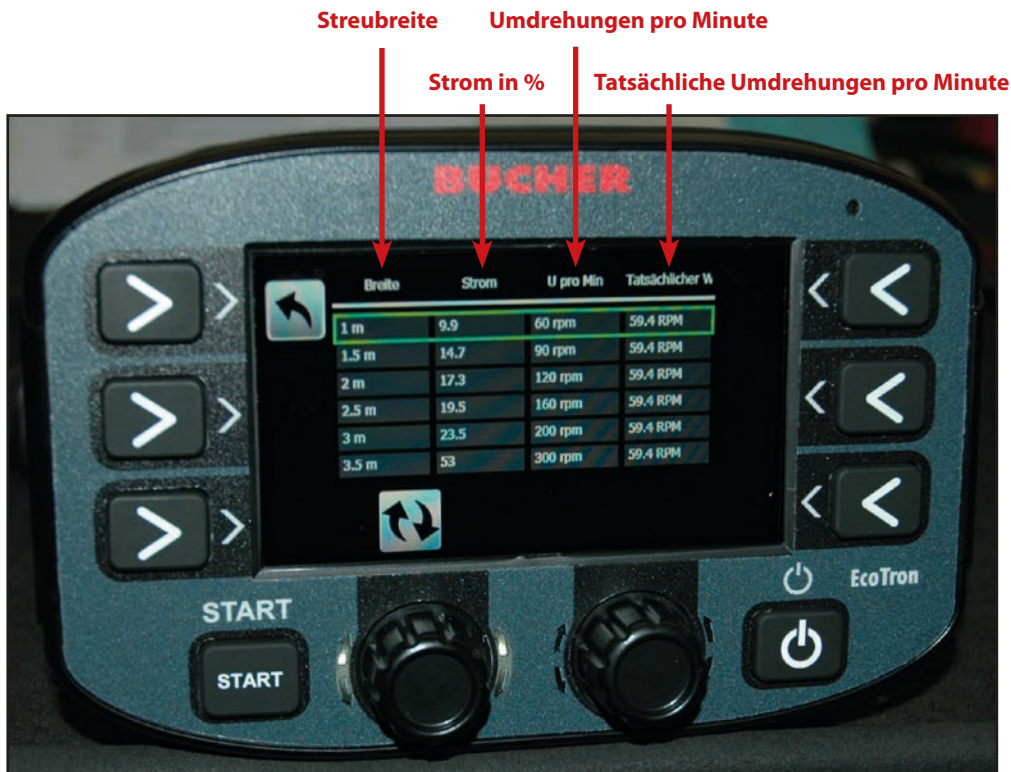 Streubreite Umdrehungen pro Minute
Strom in % Tatsächliche Umdrehungen pro Minute
BUCHER
Breite Strom U pro Min Tatsächlicher W
1 m 9.9 60 rpm 59.4 RPM
1.5 m 14.7 90 rpm 59.4 RPM
2 m 17.3 120 rpm 59.4 RPM
2.5 m 19.5 160 rpm 59.4 RPM
3 m 23.5 200 rpm 59.4 RPM
3.5 m 53 300 rpm 59.4 RPM
EcoTron
START
START